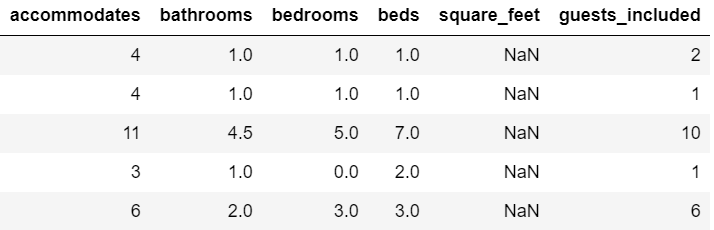 accommodates bathrooms bedrooms beds square_feet guests_included
4 1.0 1.0 1.0 NaN 2
4 1.0 1.0 1.0 NaN 1
11 4.5 5.0 7.0 NaN 10
3 1.0 0.0 2.0 NaN 1
6 2.0 3.0 3.0 NaN 6